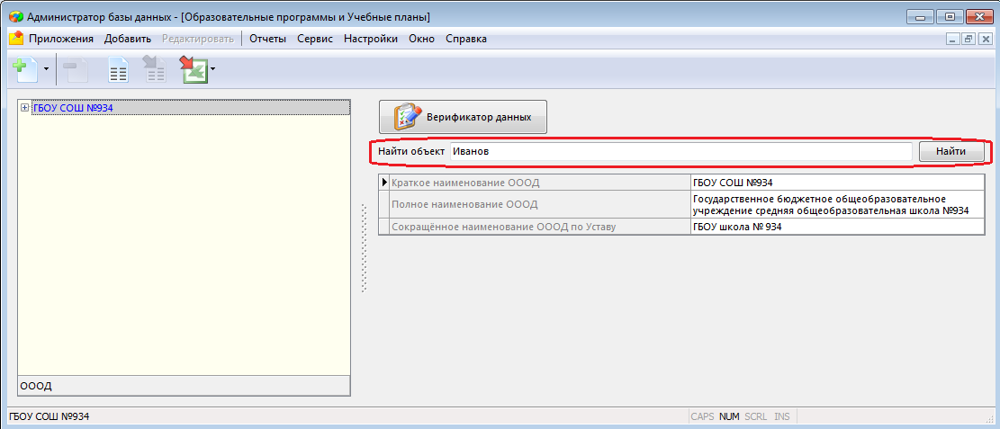 Администратор базы данных - [Образовательные программы и Учебные планы]
Приложения Добавить Редактировать Отчеты Сервис Настройки Окно Справка
ГБОУ СОШ №934
Верификатор данных
Найти объект Иванов Найти
Краткое наименование ОООД ГБОУ СОШ №934
Полное наименование ОООД Государственное бюджетное общеобразовательное
учреждение средняя общеобразовательная школа №934
Сокращённое наименование ОООД по Уставу ГБОУ школа № 934
ОООД
ГБОУ СОШ №934 CAPS NUM SCRL INS